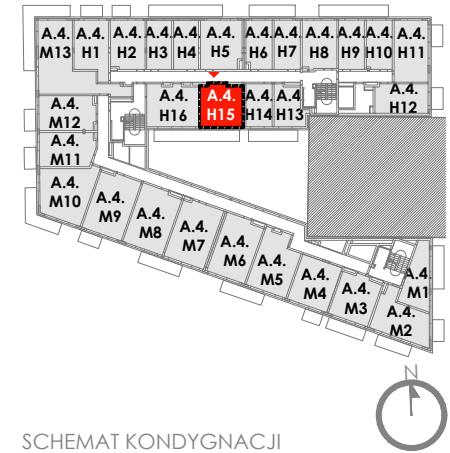 A.4. A.4. A.4. A.4. A.4. A.4. A.4. A.4. A.4. A.4. A.4. A.4.
M13 H1 H2 H3 H4 H5 H6 H7 H8 H9 H10 H11
A.4. A.4. A.4. A.4. A.4.
H16 H15 H14 H13 H12
A.4.
M12
A.4.
M11
A.4.
M10
A.4.
M9
A.4.
M8
A.4.
M7
A.4.
M6
A.4.
M5
A.4.
M4
A.4.
M3
A.4.
M2
A.4.
M1
N
SCHEMAT KONDYGNACJI